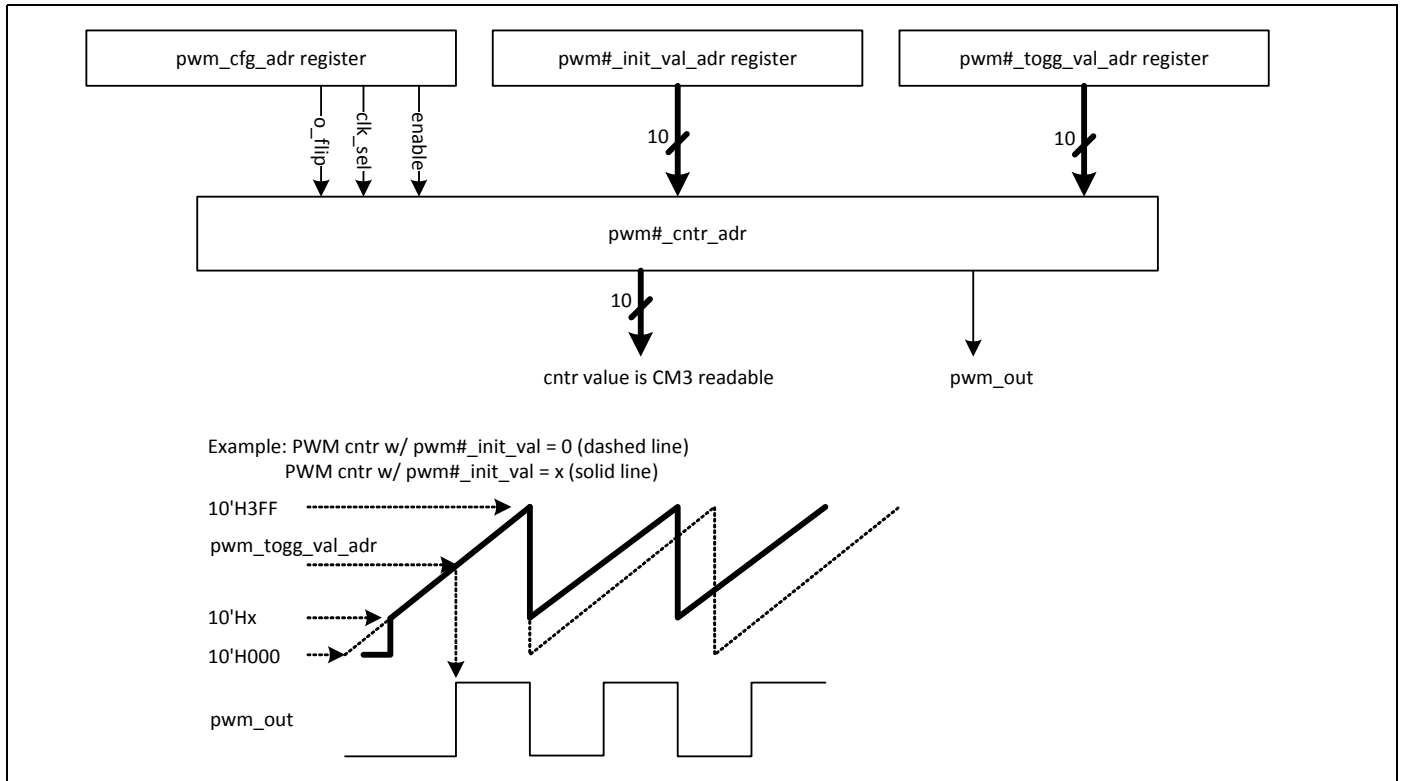 pwm_cfg_adr register
pwm#_init_val_adr register
pwm#_togg_val_adr register
o_flip
clk_sel
enable
10
10
pwm#_cntr_adr
10
cntr value is CM3 readable
pwm_out
Example: PWM cntr w/ pwm#_init_val = 0 (dashed line)
PWM cntr w/ pwm#_init_val = x (solid line)
10'H3FF
pwm_togg_val_adr
10'Hx
10'H000
pwm_out